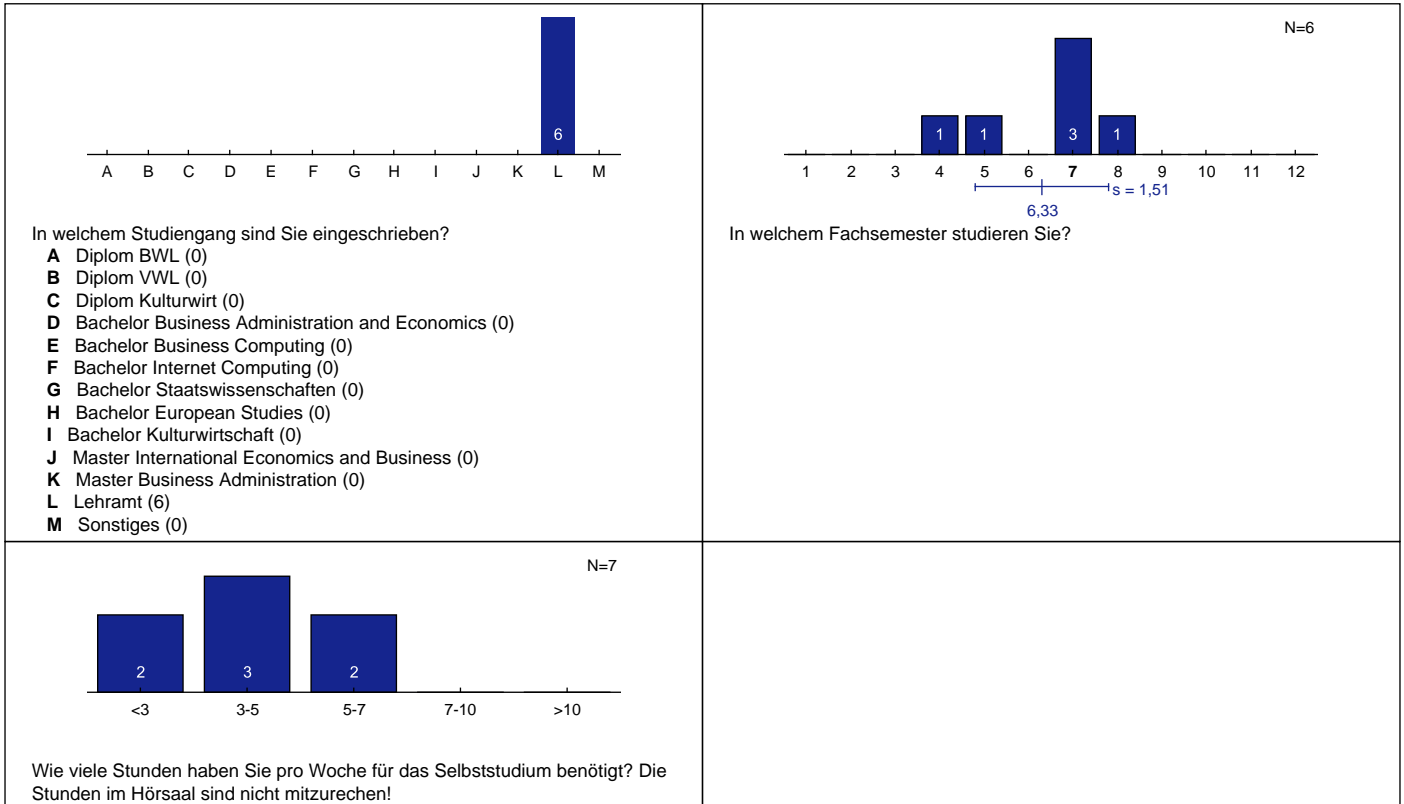 6
A B C D E F G H I J K L M
In welchem Studiengang sind Sie eingeschrieben?
A Diplom BWL (0)
B Diplom VWL (0)
C Diplom Kulturwirt (0)
D Bachelor Business Administration and Economics (0)
E Bachelor Business Computing (0)
F Bachelor Internet Computing (0)
G Bachelor Staatswissenschaften (0)
H Bachelor European Studies (0)
I Bachelor Kulturwirtschaft (0)
J Master International Economics and Business (0)
K Master Business Administration (0)
L Lehramt (6)
M Sonstiges (0)
N=6
1 1 3 1
1 2 3 4 5 6 7 8 9 10 11 12
s = 1,51
6,33
In welchem Fachsemester studieren Sie?
N=7
2 3 2
<3 3-5 5-7 7-10 >10
Wie viele Stunden haben Sie pro Woche für das Selbststudium benötigt? Die
Stunden im Hörsaal sind nicht mitzurechen!